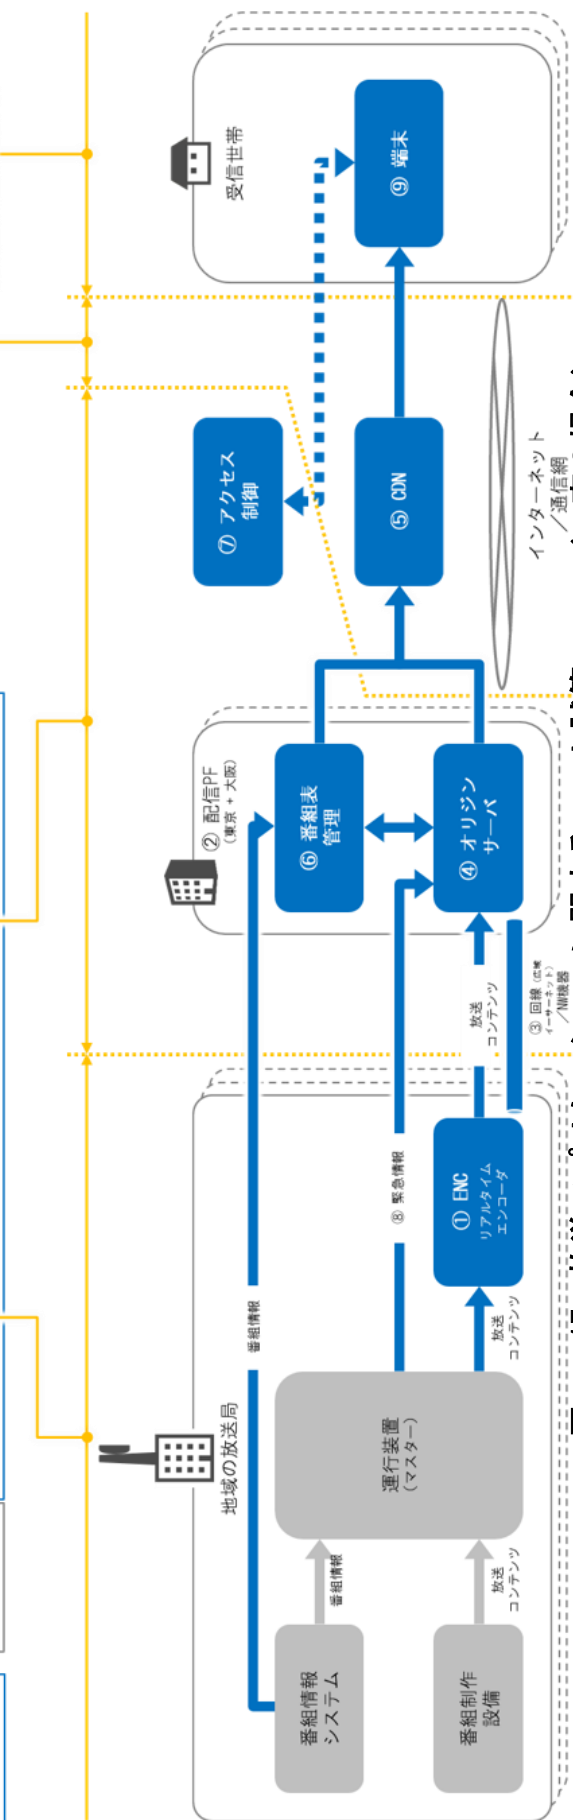 地域の放送局
番組情報
システム
番組情報
番組制作
設備
放送
コンテンツ
運行装置
(マスター)
番組情報
⑧ 緊急情報
放送
コンテンツ
① ENC
リアルタイム
エンコーダ
放送
コンテンツ
③ 回線 (広域
イーサーネット)
/NW機器
② 配信PF
(東京 + 大阪)
⑥ 番組表
管理
④ オリジン
サーバ
⑦ アクセス
制御
⑤ CDN
インターネット
/通信網
受信世帯
⑨ 端末